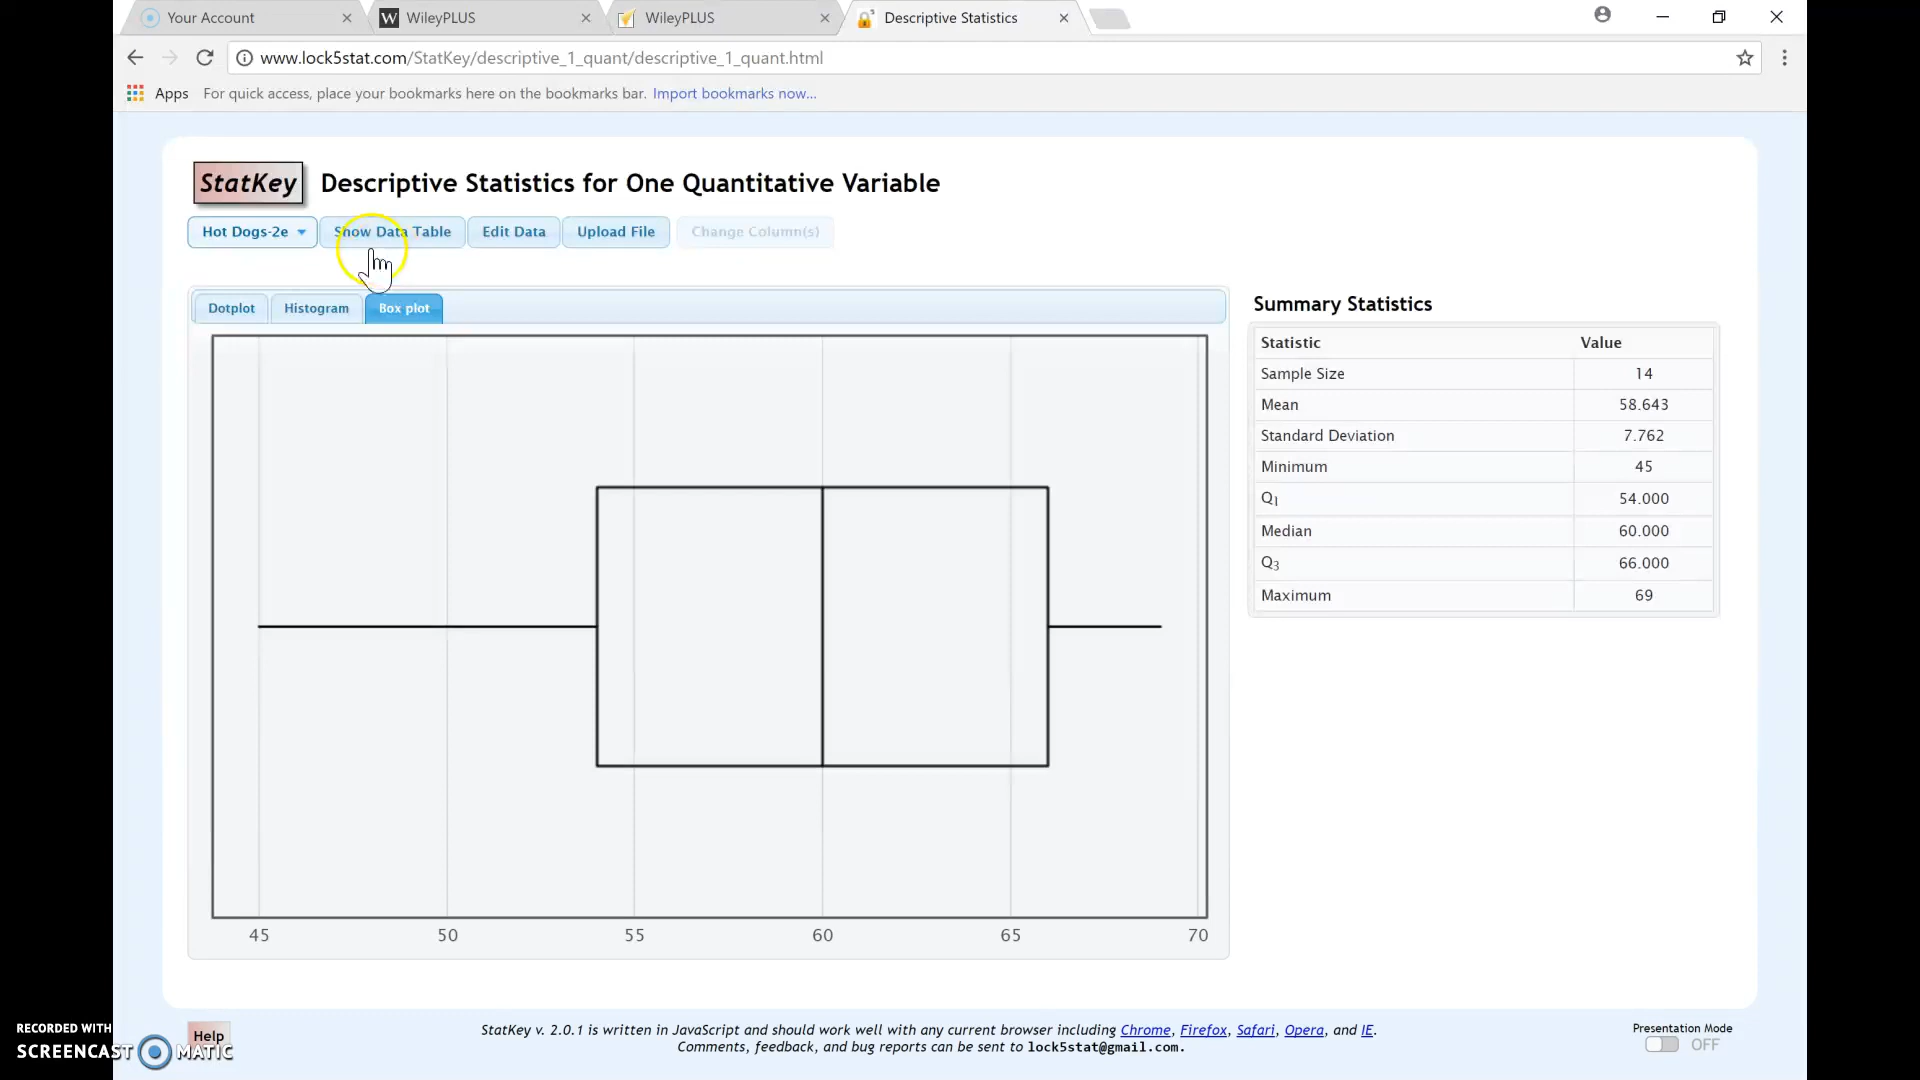 Your Account
WileyPLUS
WileyPLUS
Descriptive Statistics
www.lock5stat.com/StatKey/descriptive_1_quant/descriptive_1_quant.html
Apps For quick access, place your bookmarks here on the bookmarks bar. Import bookmarks now...
StatKey Descriptive Statistics for One Quantitative Variable
Hot Dogs-2e Show Data Table Edit Data Upload File Change Column(s)
Dotplot Histogram Box plot
45 50 55 60 65 70
Summary Statistics
Statistic Value
Sample Size 14
Mean 58.643
Standard Deviation 7.762
Minimum 45
Q1 54.000
Median 60.000
Q3 66.000
Maximum 69
Help
StatKey v. 2.0.1 is written in JavaScript and should work well with any current browser including Chrome, Firefox, Safari, Opera, and IE.
Comments, feedback, and bug reports can be sent to lock5stat@gmail.com.
Presentation Mode
OFF
RECORDED WITH
SCREENCAST MATIC